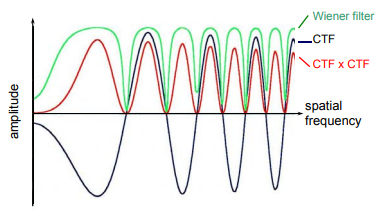 Wiener filter
CTF
CTF x CTF
amplitude
spatial
frequency